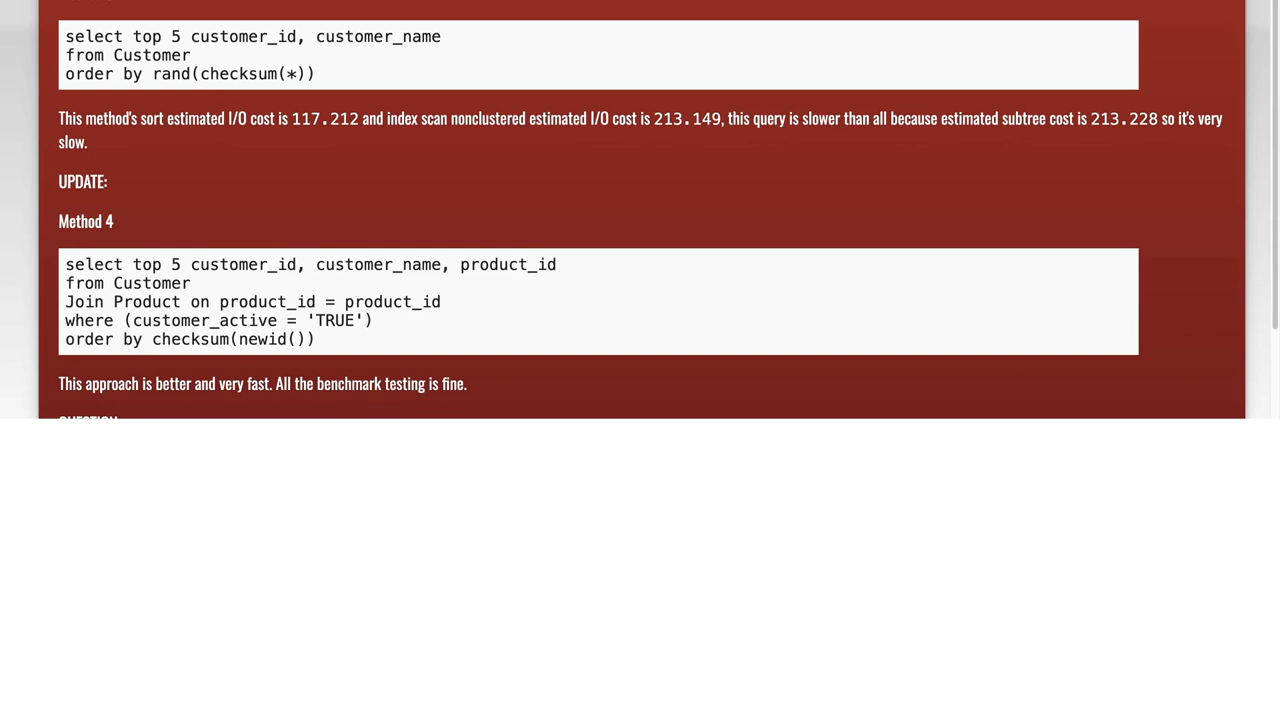 select top 5 customer_id, customer_name
from Customer
order by rand(checksum(*))
This method's sort estimated I/O cost is 117.212 and index scan nonclustered estimated I/O cost is 213.149, this query is slower than all because estimated subtree cost is 213.228 so it's very
slow.
UPDATE:
Method 4
select top 5 customer_id, customer_name, product_id
from Customer
Join Product on product_id = product_id
where (customer_active = 'TRUE')
order by checksum(newid())
This approach is better and very fast. All the benchmark testing is fine.